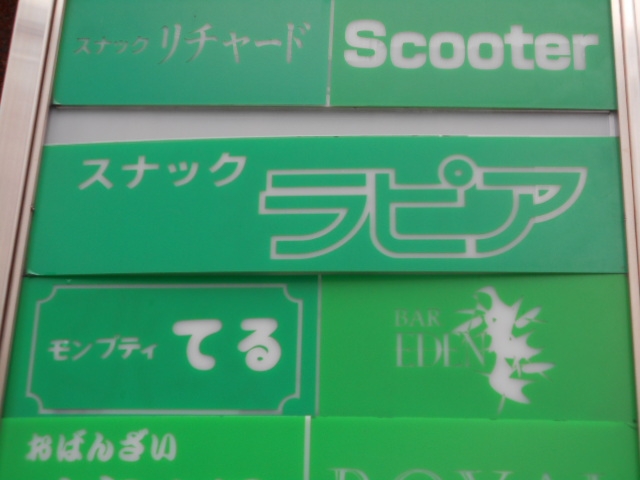 スナック リチャード
Scooter
スナック
ラピア
モンプティ てる
BAR
EDEN
おばんざい
ROYAL